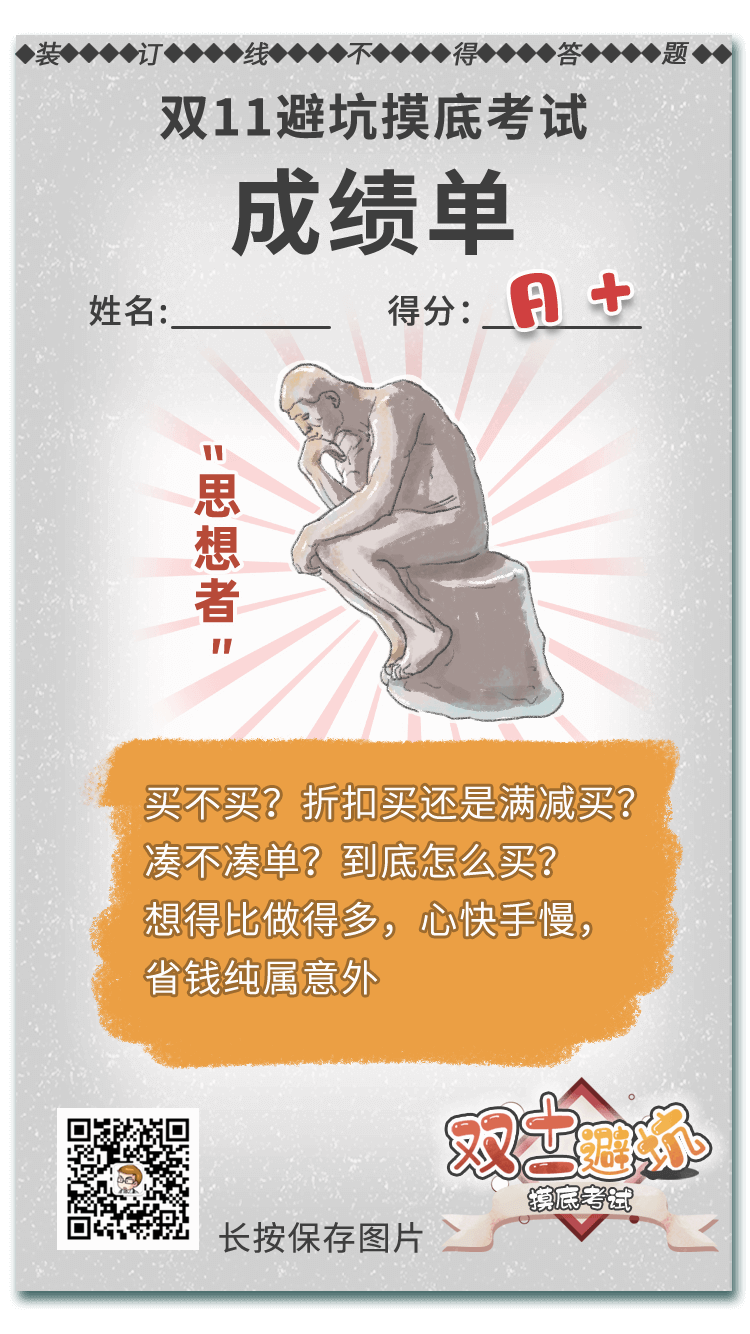 装订线不得答题
双11避坑摸底考试
成绩单
姓名:
得分:
A+
"思想者"
买不买？折扣买还是满减买？
凑不凑单？到底怎么买？
想得比做得多，心快手慢，
省钱纯属意外
双十一避坑
摸底考试
长按保存图片